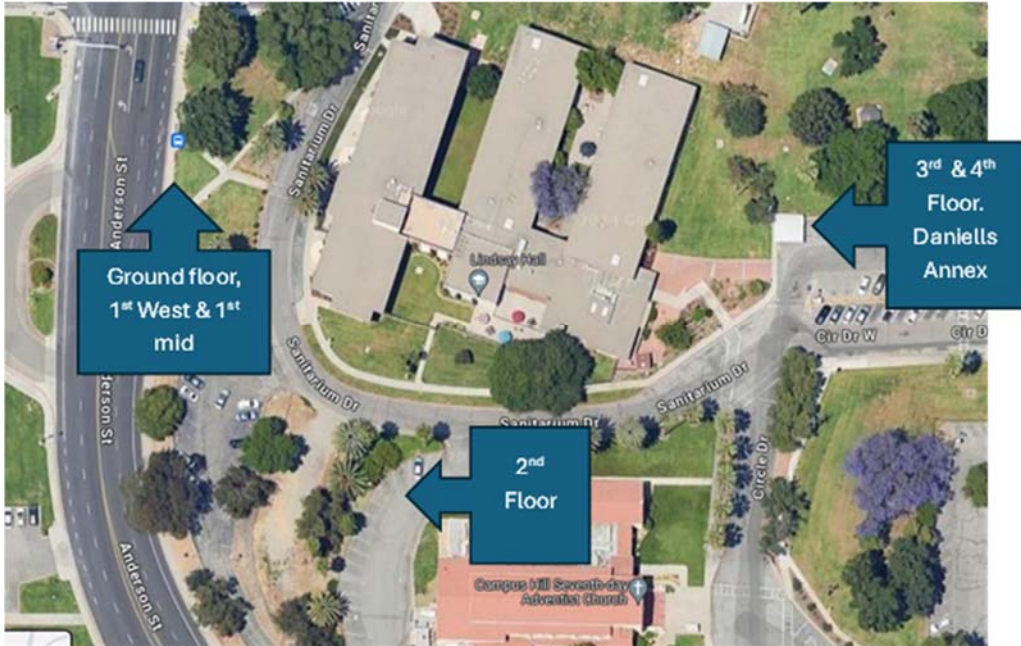 Sanitarium Dr
Anderson St
Sanitarium Dr
3rd & 4th
Floor.
Daniells
Annex
Ground floor,
1st West & 1st
mid
Lindsay Hall
Cir Dr W
Cir D
Sanitarium Dr
Sanitarium Dr
Sanitarium Dr
derson St
2nd
Floor
Circle Dr
Anderson St
Campus Hill Seventh-day
Adventist Church